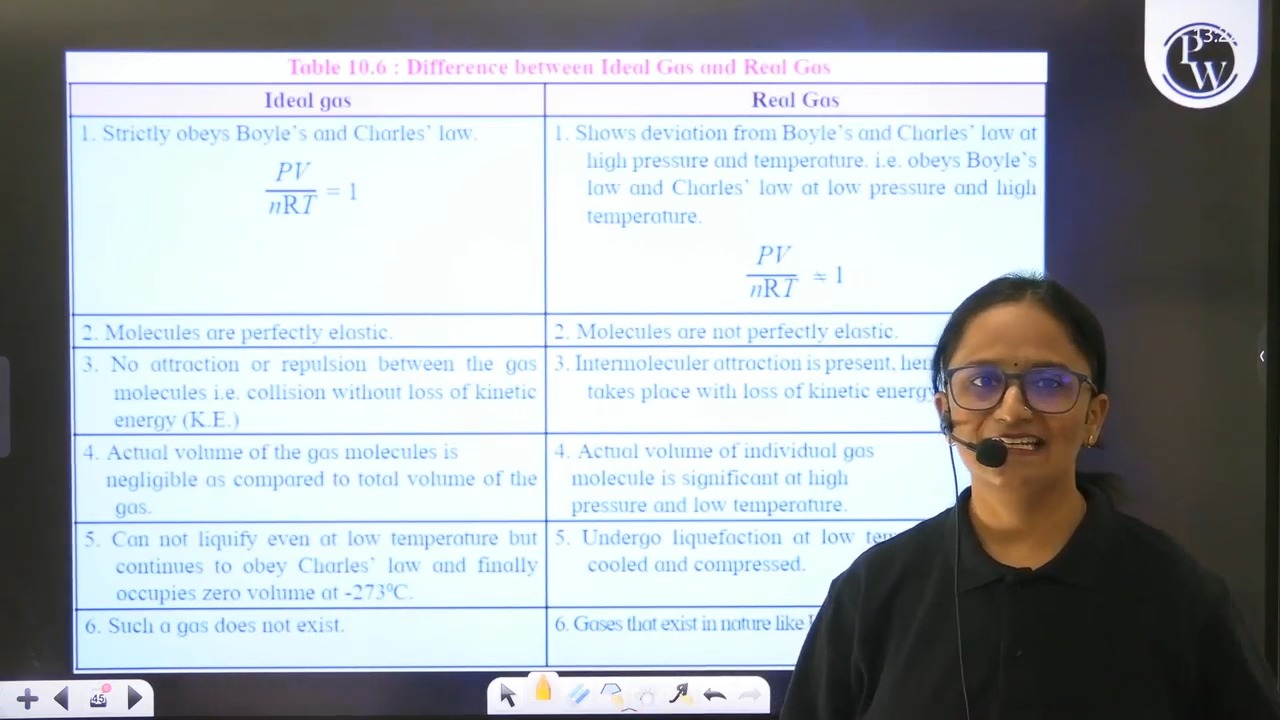 Table 10.6 : Difference between Ideal Gas and Real Gas
Ideal gas
Real Gas
1. Strictly obeys Boyle's and Charles' law.
PV
nRT
= 1
1. Shows deviation from Boyle's and Charles' law at
high pressure and temperature. i.e. obeys Boyle's
law and Charles' law at low pressure and high
temperature.
PV
nRT
≈ 1
2. Molecules are perfectly elastic.
2. Molecules are not perfectly elastic.
3. No attraction or repulsion between the gas
molecules i.e. collision without loss of kinetic
energy (K.E.)
3. Intermoleculer attraction is present,
takes place with loss of kinetic energy
4. Actual volume of the gas molecules is
negligible as compared to total volume of the
gas.
4. Actual volume of individual gas
molecule is significant at high
pressure and low temperature.
5. Can not liquify even at low temperature but
continues to obey Charles' law and finally
occupies zero volume at -273⁰C.
5. Undergo liquefaction at low
cooled and compressed.
6. Such a gas does not exist.
6. Gases that exist in nature like
PW
45